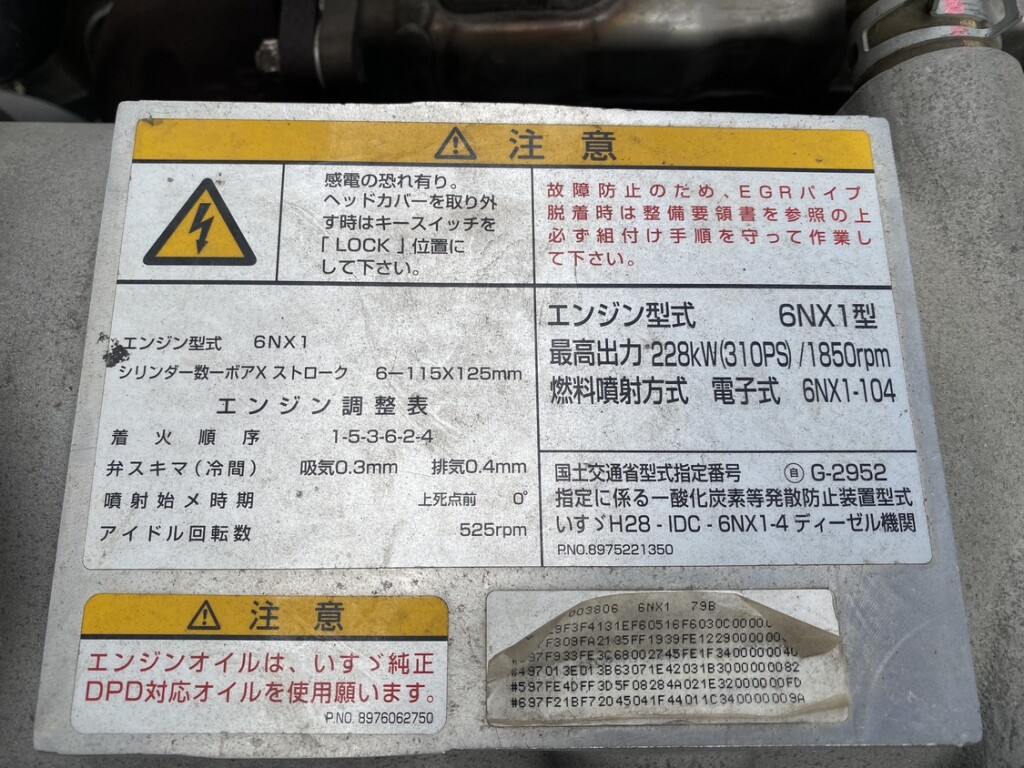 注意
感電の恐れ有り。
ヘッドカバーを取り外
す時はキースイッチを
「LOCK」位置に
して下さい。
故障防止のため、EGRパイプ
脱着時は整備要領書を参照の上
必ず組付け手順を守って作業し
て下さい。
エンジン型式 6NX1
シリンダー数ーボアX ストローク 6ー115X125mm
エンジン調整表
着火順序 1-5-3-6-2-4
弁スキマ(冷間) 吸気0.3mm 排気0.4mm
噴射始メ時期 上死点前 0°
アイドル回転数 525rpm
エンジン型式 6NX1型
最高出力 228kW(310PS)/1850rpm
燃料噴射方式 電子式 6NX1-104
国土交通省型式指定番号 ㊀自 G-2952
指定に係る一酸化炭素等発散防止装置型式
いすゞH28-IDC-6NX1-4 ディーゼル機関
P.NO.8975221350
注意
エンジンオイルは、いすゞ純正
DPD対応オイルを使用願います。
P.NO. 8976062750
003806 6NX1 79B
#497013E013B63071E42031B30000000082
#597FE4DFF3D5F08284A021E32000000FD
#697F21BF72045041F44011C340000009A